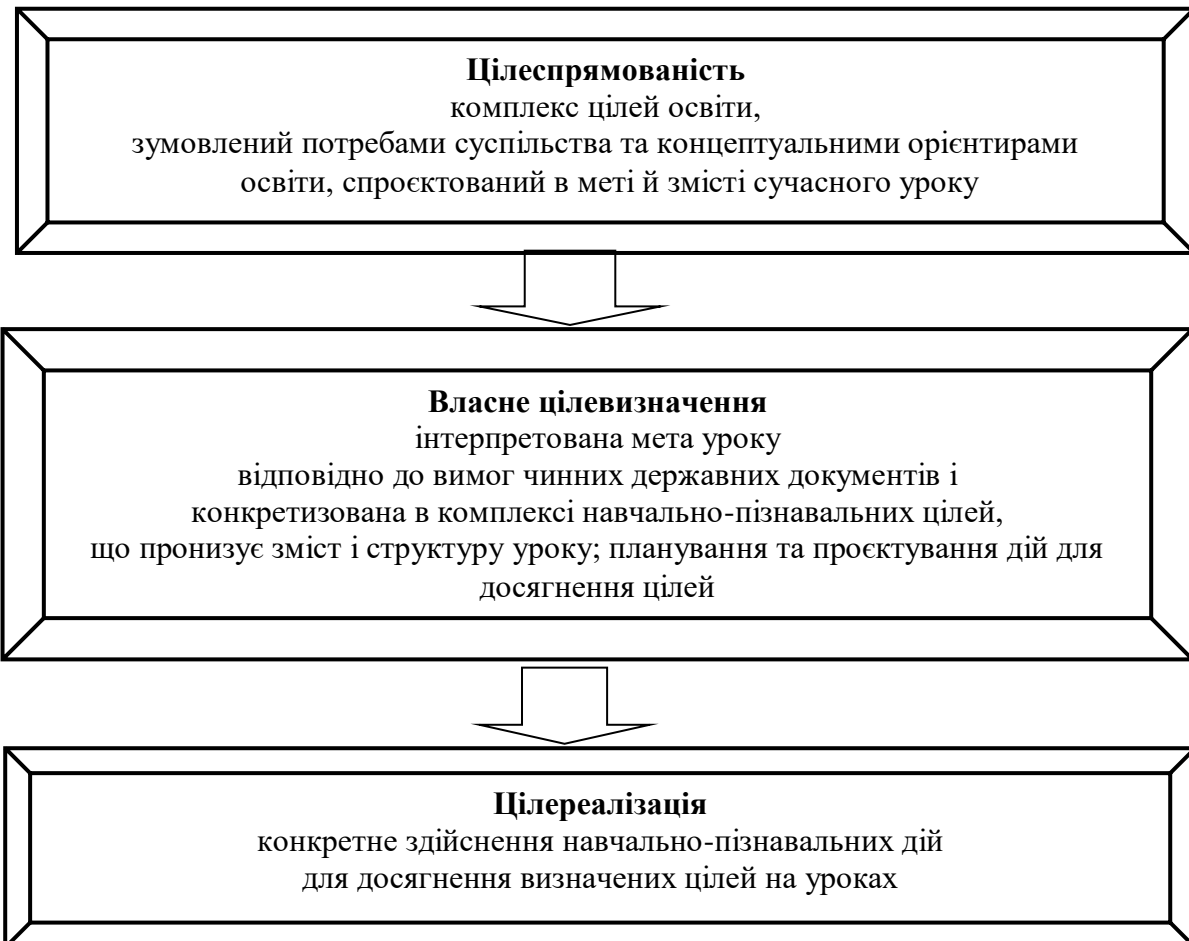 Цілеспрямованість
комплекс цілей освіти,
зумовлений потребами суспільства та концептуальними орієнтирами
освіти, спроєктований в меті й змісті сучасного уроку
Власне цілевизначення
інтерпретована мета уроку
відповідно до вимог чинних державних документів і
конкретизована в комплексі навчально-пізнавальних цілей,
що пронизує зміст і структуру уроку; планування та проєктування дій для
досягнення цілей
Цілереалізація
конкретне здійснення навчально-пізнавальних дій
для досягнення визначених цілей на уроках